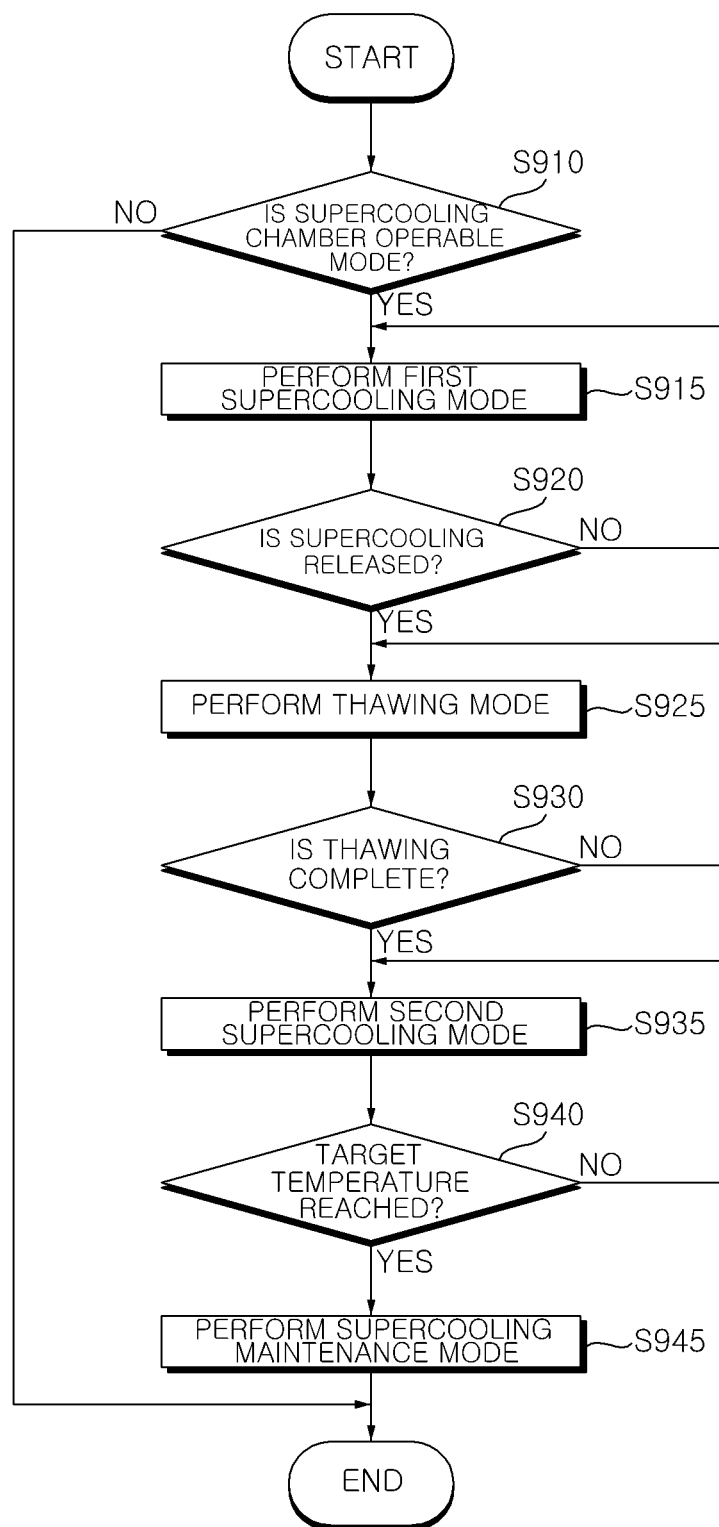 START
S910
NO
IS SUPERCOOLING
CHAMBER OPERABLE
MODE?
YES
PERFORM FIRST
SUPERCOOLING MODE
S915
S920
IS SUPERCOOLING
RELEASED?
NO
YES
PERFORM THAWING MODE
S925
S930
IS THAWING
COMPLETE?
NO
YES
PERFORM SECOND
SUPERCOOLING MODE
S935
S940
TARGET
TEMPERATURE
REACHED?
NO
YES
PERFORM SUPERCOOLING
MAINTENANCE MODE
S945
END